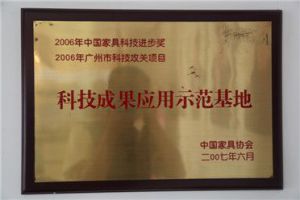 2006年中国家具科技进步奖
2006年广州市科技攻关项目
科技成果应用示范基地
中国家具协会
二00七年六月